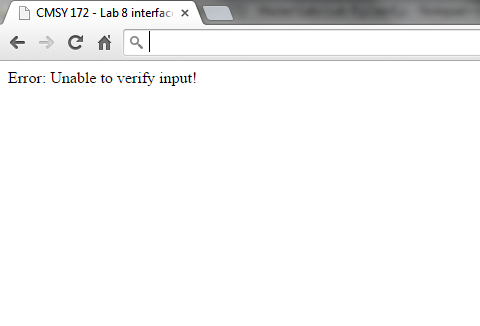 CMSY 172 - Lab 8 interfac
Error: Unable to verify input!